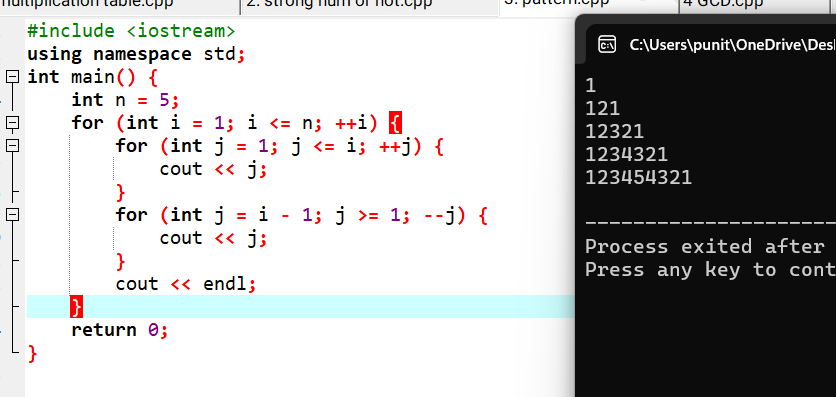 multiplication table.cpp
2. strong num or not.cpp
3. pattern.cpp
4 GCD.cpp
#include <iostream>
using namespace std;
int main() {
    int n = 5;
    for (int i = 1; i <= n; ++i) {
        for (int j = 1; j <= i; ++j) {
            cout << j;
        }
        for (int j = i - 1; j >= 1; --j) {
            cout << j;
        }
        cout << endl;
    }
    return 0;
}
C:\Users\punit\OneDrive\Des
1
121
12321
1234321
123454321
--------------------
Process exited after
Press any key to cont